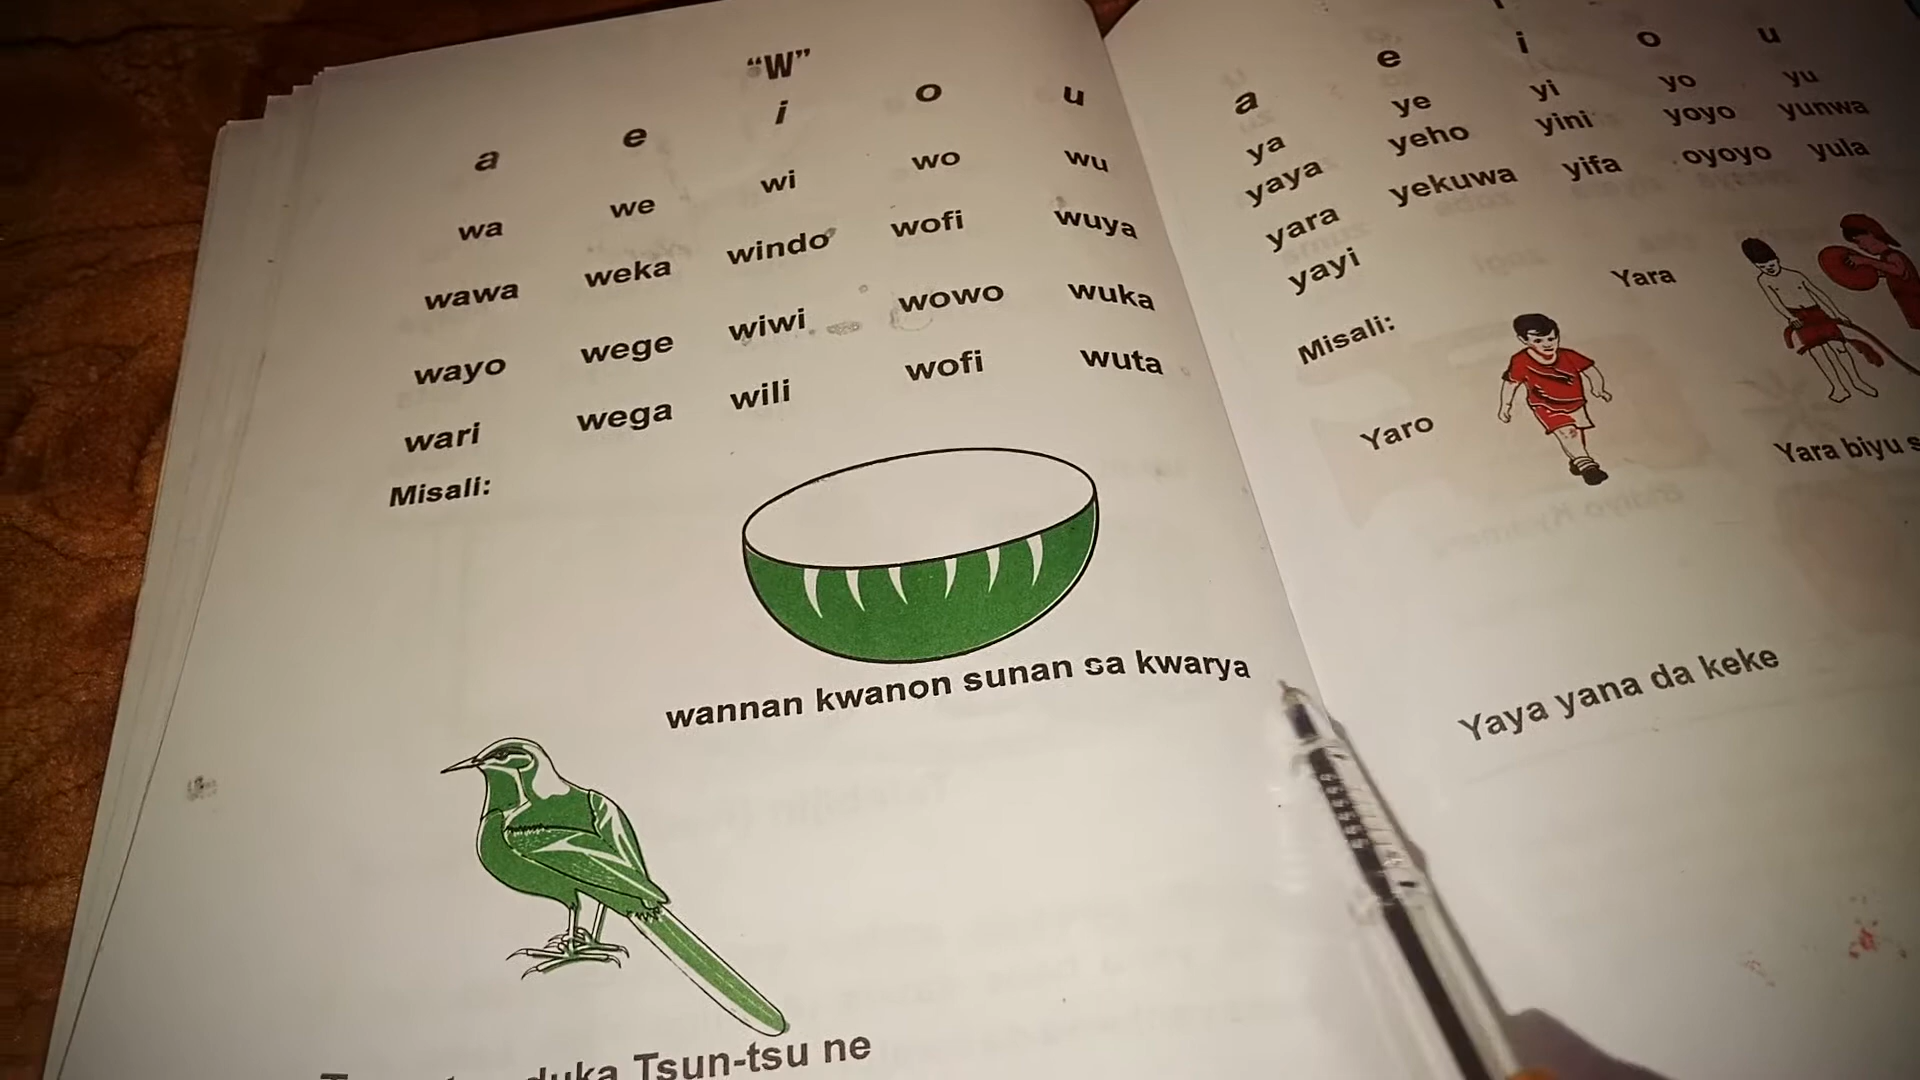 “W”
a e i o u
wa we wi wo wu
wawa weka windo wofi wuya
wayo wege wiwi wowo wuka
wari wega wili wofi wuta
Misali:
wannan kwanon sunan sa kwarya
Tsun-tsu ne
a e i o u
ya ye yi yo yu
yaya yeho yini yoyo yunwa
yara yekuwa yifa oyoyo yula
yayi
Misali:
Yara
Yaro
Yara biyu
Yaya yana da keke